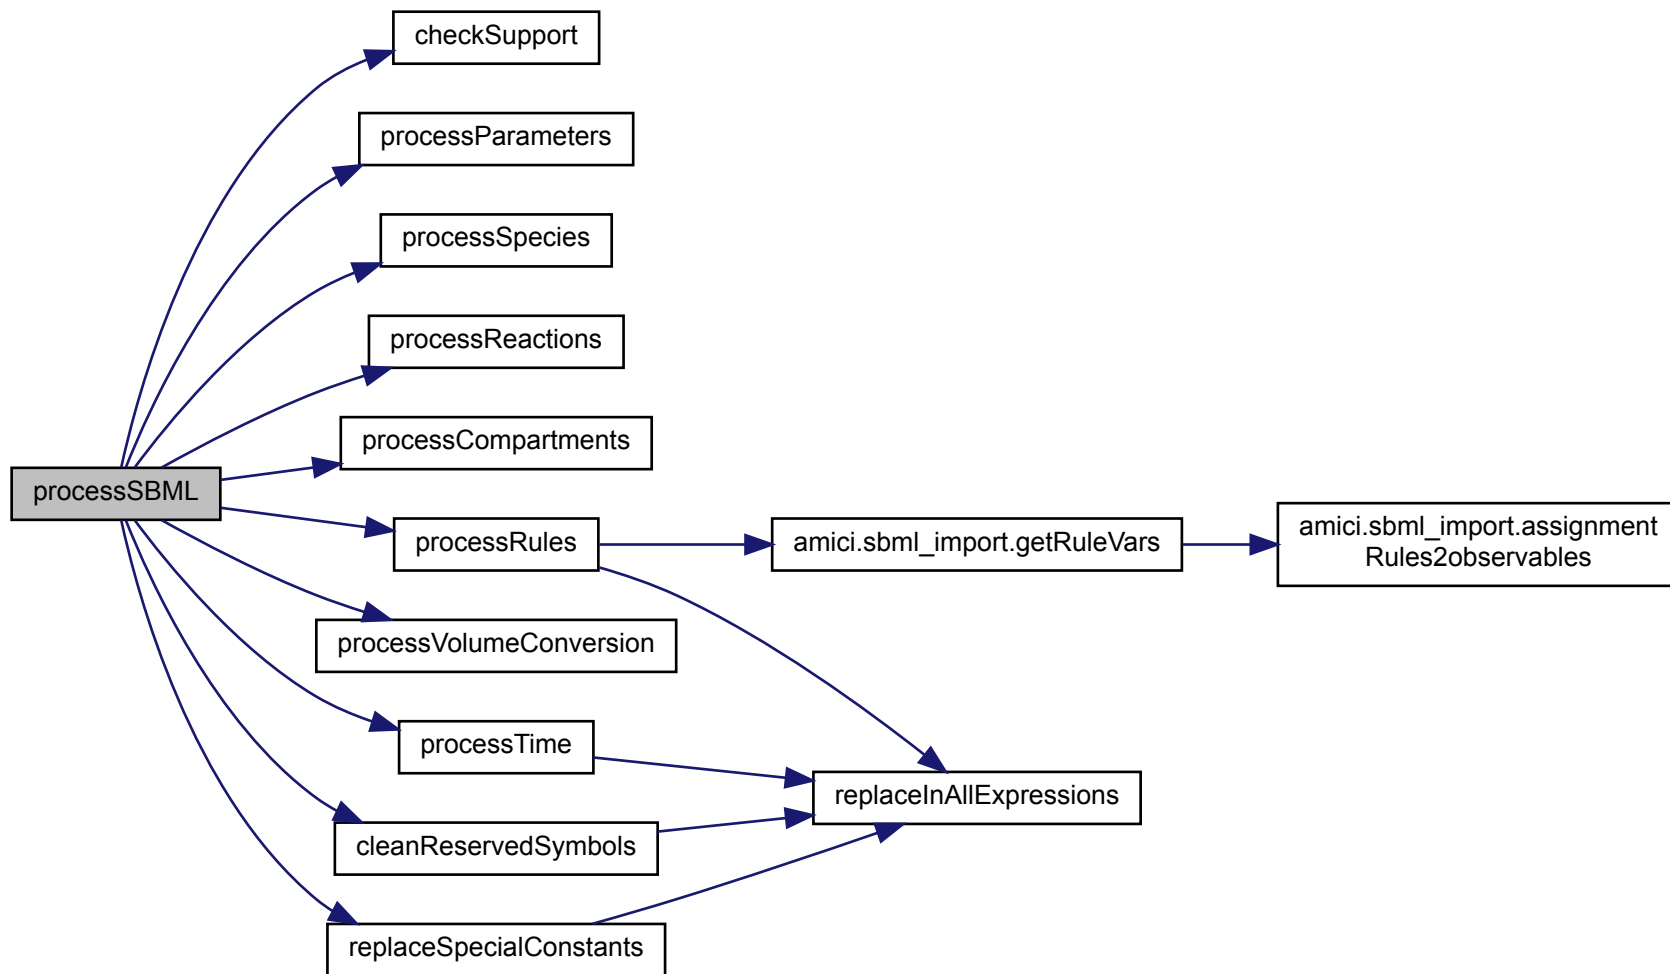 checkSupport
processParameters
processSpecies
processReactions
processCompartments
processSBML
processRules
amici.sbml_import.getRuleVars
amici.sbml_import.assignment
Rules2observables
processVolumeConversion
processTime
replaceInAllExpressions
cleanReservedSymbols
replaceSpecialConstants